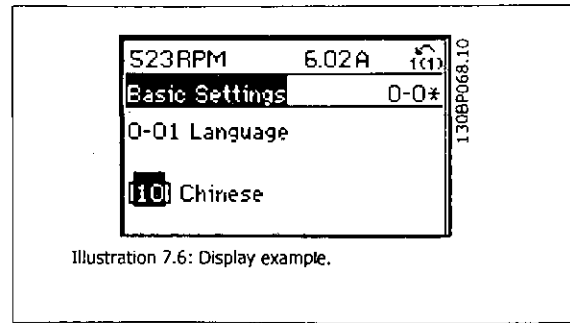 523RPM 6.02A 1(1)
Basic Settings 0-0*
0-01 Language
[10] Chinese
130BP068.10
Illustration 7.6: Display example.